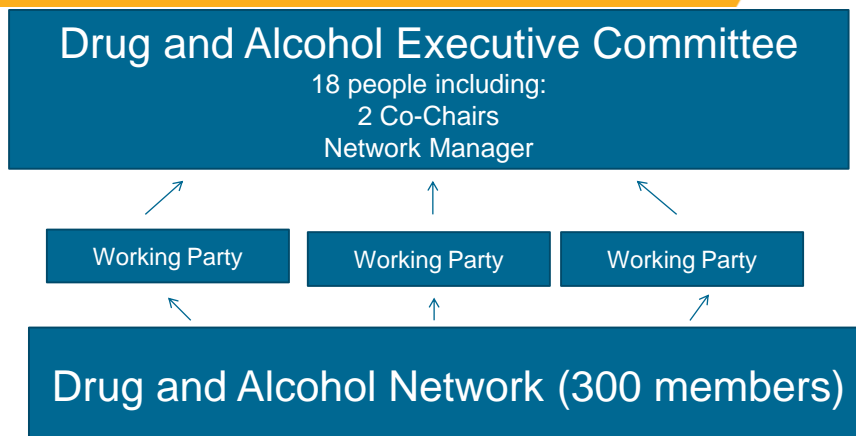 Drug and Alcohol Executive Committee
18 people including:
2 Co-Chairs
Network Manager
Working Party
Working Party
Working Party
Drug and Alcohol Network (300 members)